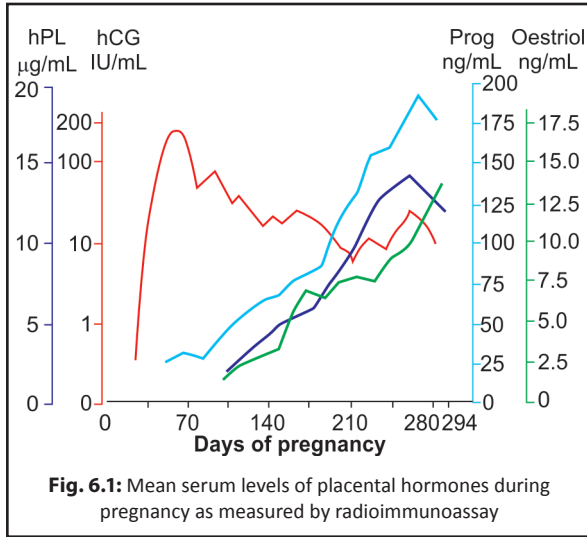 hPL hCG Prog Oestriol
µg/mL IU/mL ng/mL ng/mL
20 200 200 17.5
15 100 175 15.0
10 10 150 12.5
5 1 125 10.0
0 0 100 7.5
75 5.0
50 2.5
25 0
00
0 70 140 210 280 294
Days of pregnancy
Fig. 6.1: Mean serum levels of placental hormones during
pregnancy as measured by radioimmunoassay